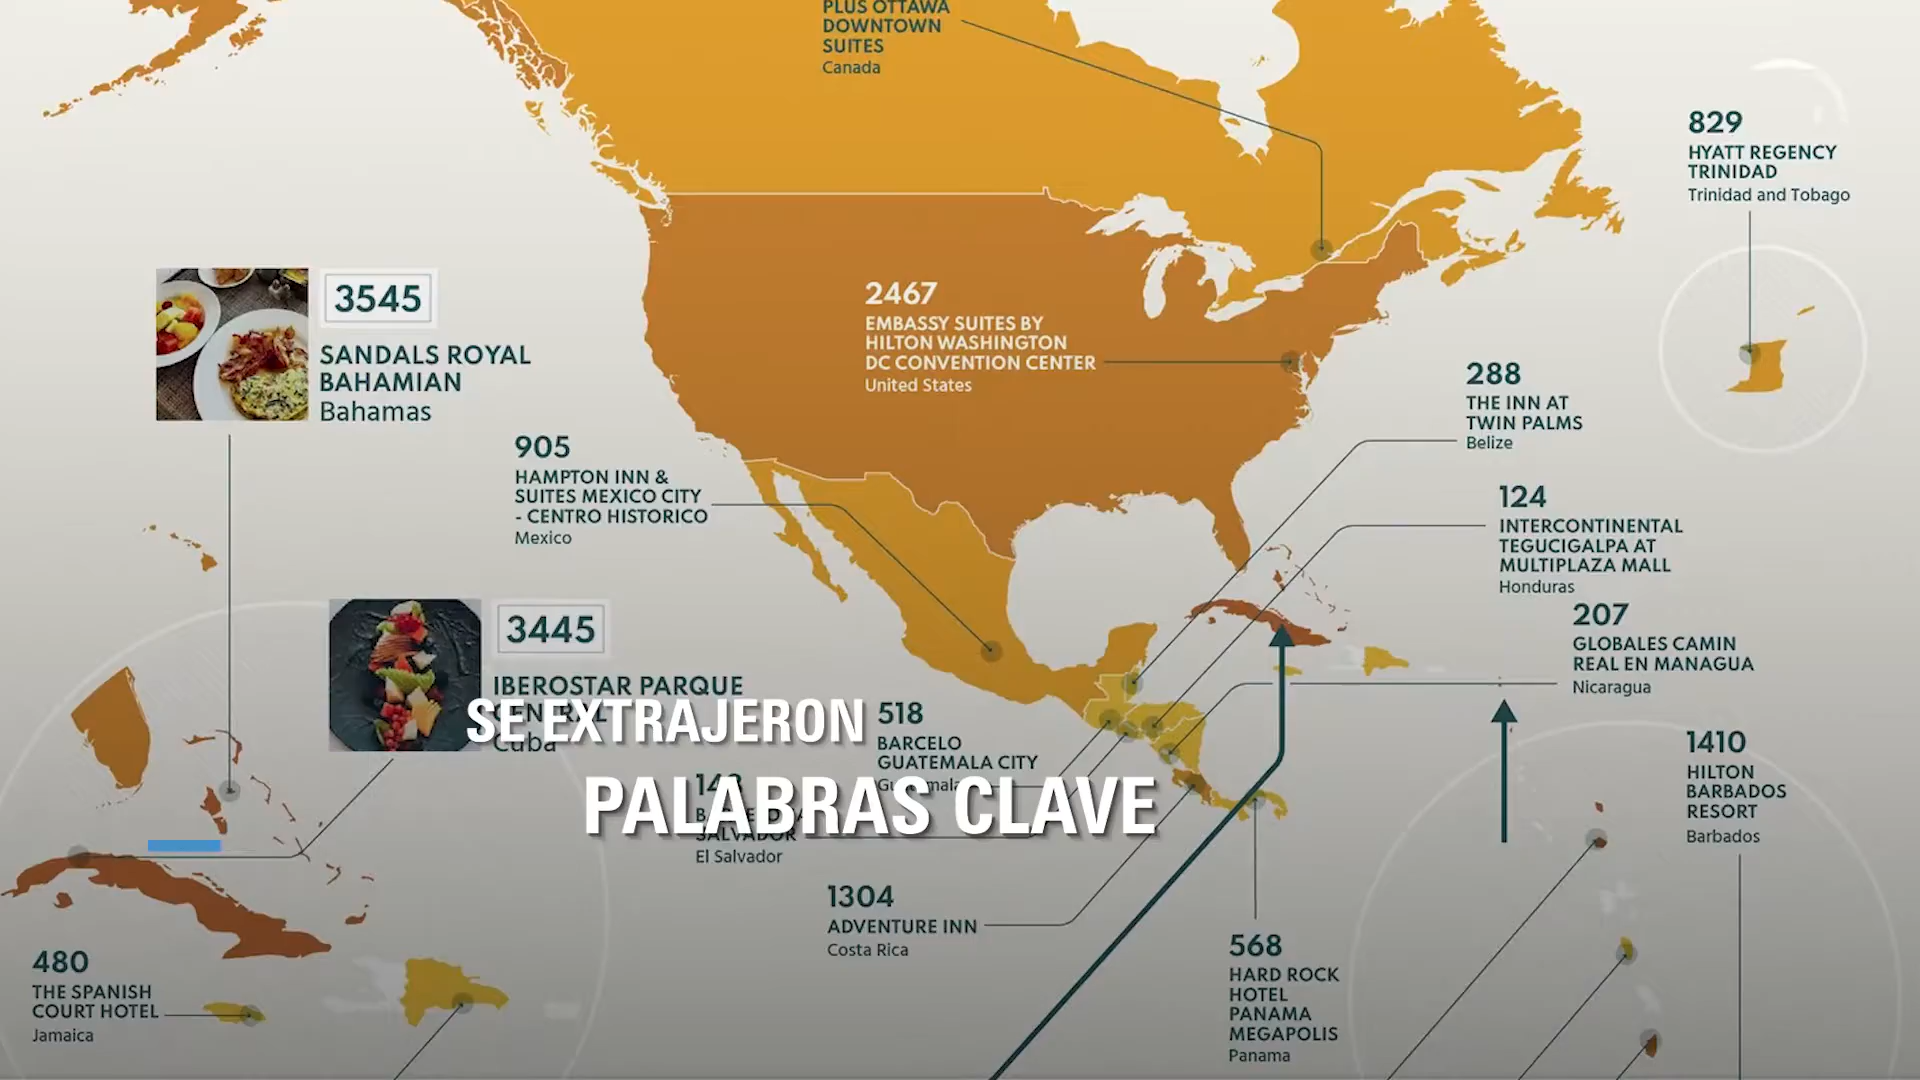 PLUS OTTAWA
DOWNTOWN
SUITES
Canada
829
HYATT REGENCY
TRINIDAD
Trinidad and Tobago
3545
SANDALS ROYAL
BAHAMIAN
Bahamas
2467
EMBASSY SUITES BY
HILTON WASHINGTON
DC CONVENTION CENTER
United States
905
HAMPTON INN &
SUITES MEXICO CITY
- CENTRO HISTORICO
Mexico
288
THE INN AT
TWIN PALMS
Belize
124
INTERCONTINENTAL
TEGUCIGALPA AT
MULTIPLAZA MALL
Honduras
207
GLOBALES CAMIN
REAL EN MANAGUA
Nicaragua
3445
IBEROSTAR PARQUE
CENTRAL
Cuba
SE EXTRAJERON
PALABRAS CLAVE
518
BARCELO
GUATEMALA CITY
Guatemala
SALVADOR
El Salvador
1410
HILTON
BARBADOS
RESORT
Barbados
1304
ADVENTURE INN
Costa Rica
568
HARD ROCK
HOTEL
PANAMA
MEGAPOLIS
Panama
480
THE SPANISH
COURT HOTEL
Jamaica